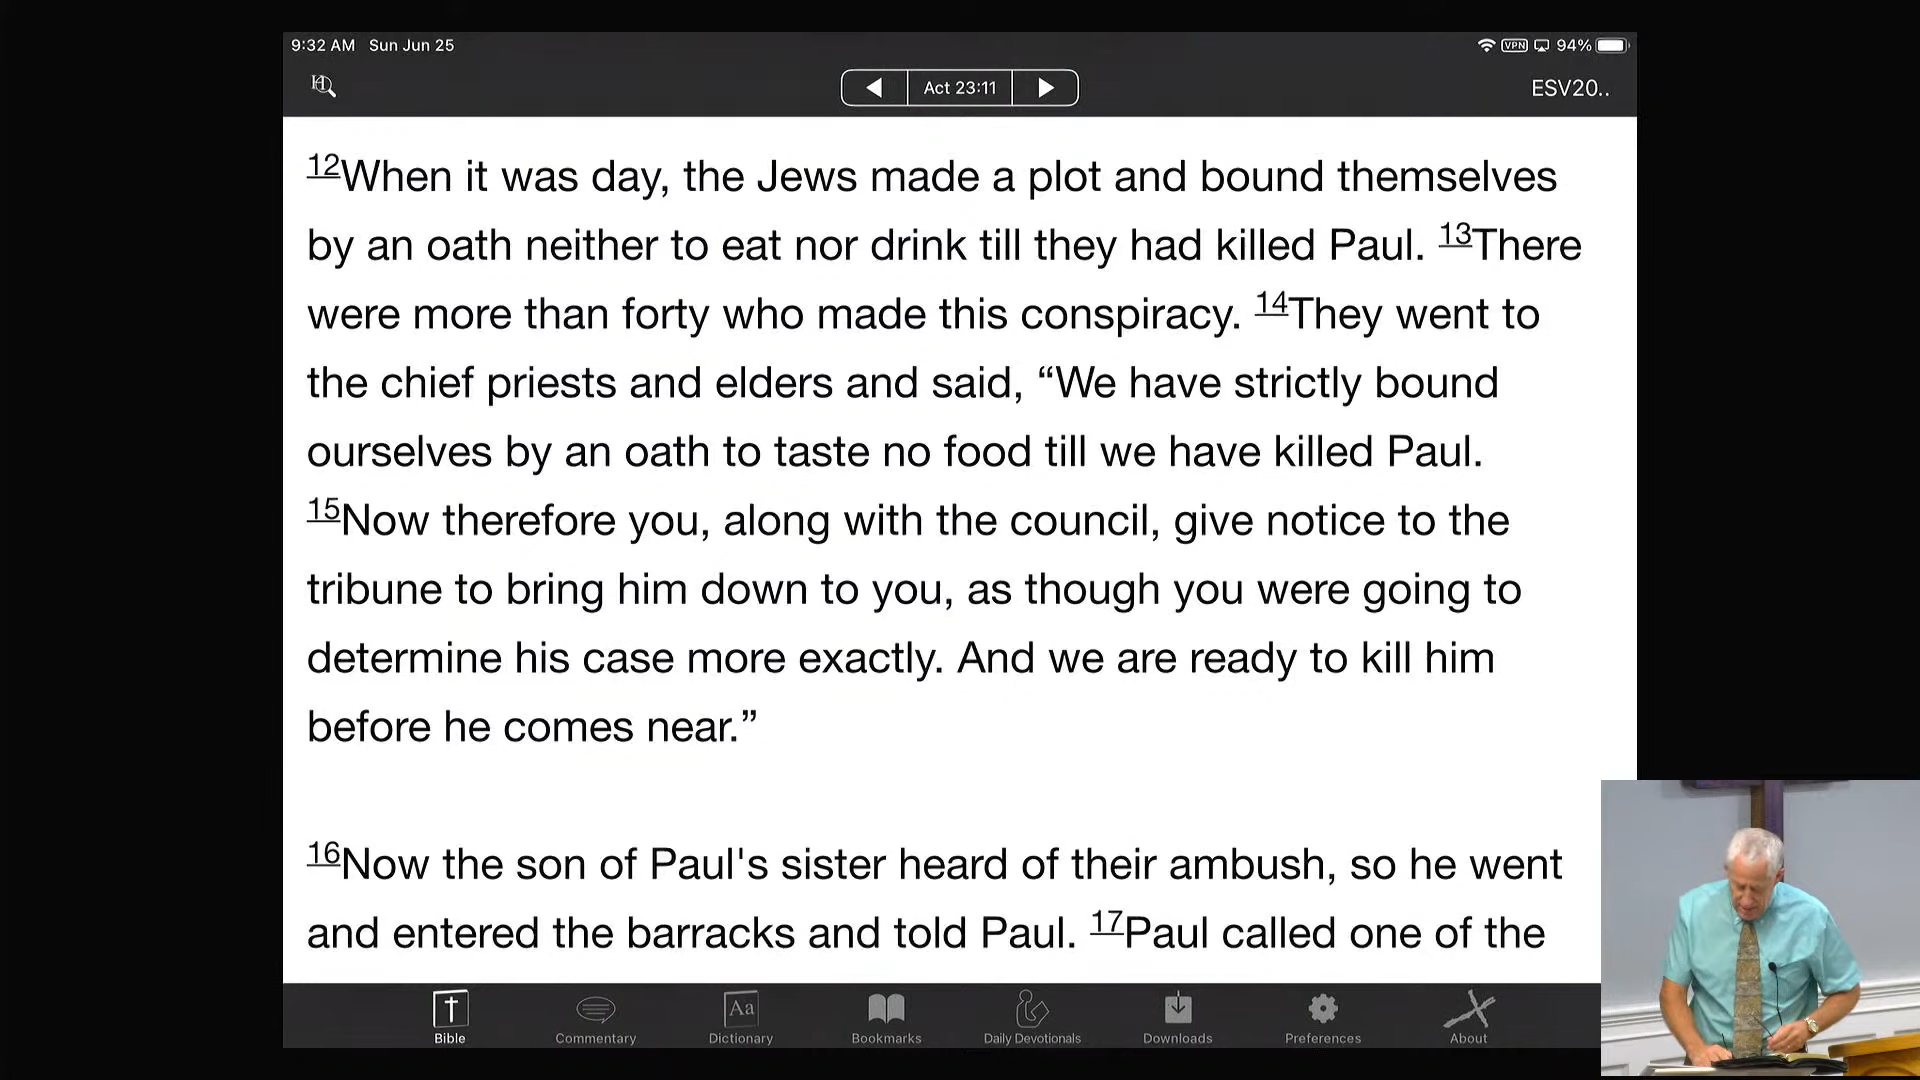 9:32 AM Sun Jun 25
VPN 94%
Act 23:11
ESV20..
12When it was day, the Jews made a plot and bound themselves
by an oath neither to eat nor drink till they had killed Paul. 13There
were more than forty who made this conspiracy. 14They went to
the chief priests and elders and said, “We have strictly bound
ourselves by an oath to taste no food till we have killed Paul.
15Now therefore you, along with the council, give notice to the
tribune to bring him down to you, as though you were going to
determine his case more exactly. And we are ready to kill him
before he comes near.”
16Now the son of Paul's sister heard of their ambush, so he went
and entered the barracks and told Paul. 17Paul called one of the
Aa
Bible Commentary Dictionary Bookmarks Daily Devotionals Downloads Preferences About